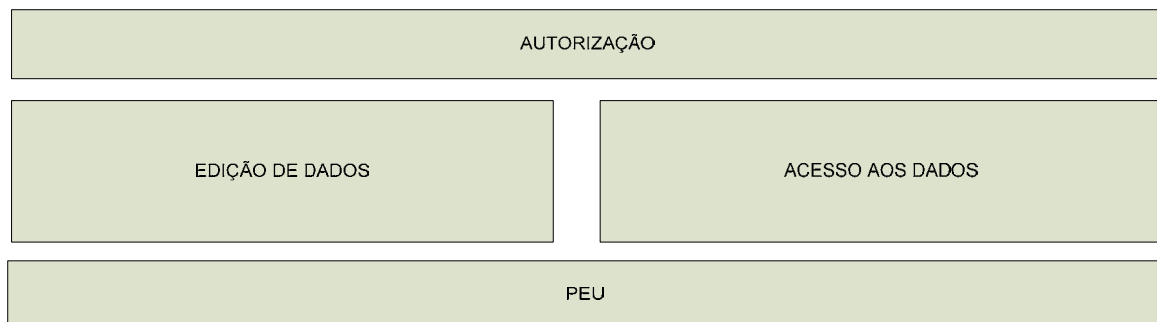 AUTORIZAÇÃO
EDIÇÃO DE DADOS
ACESSO AOS DADOS
PEU